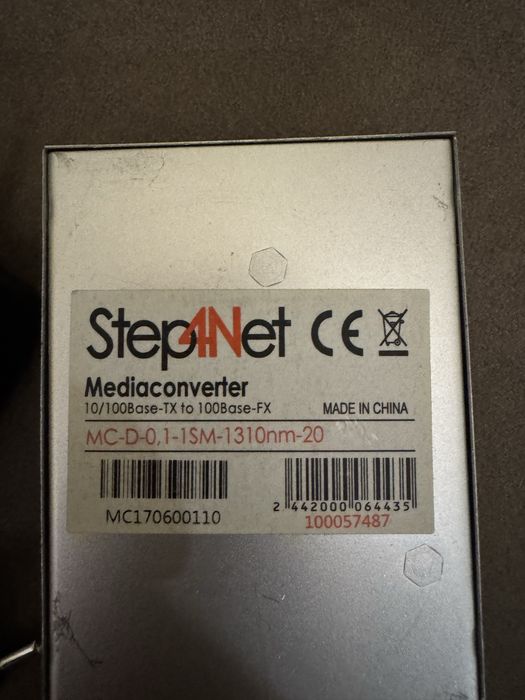 Step4Net CE
Mediaconverter
10/100Base-TX to 100Base-FX MADE IN CHINA
MC-D-0,1-1SM-1310nm-20
MC170600110
2 442000 064435
100057487